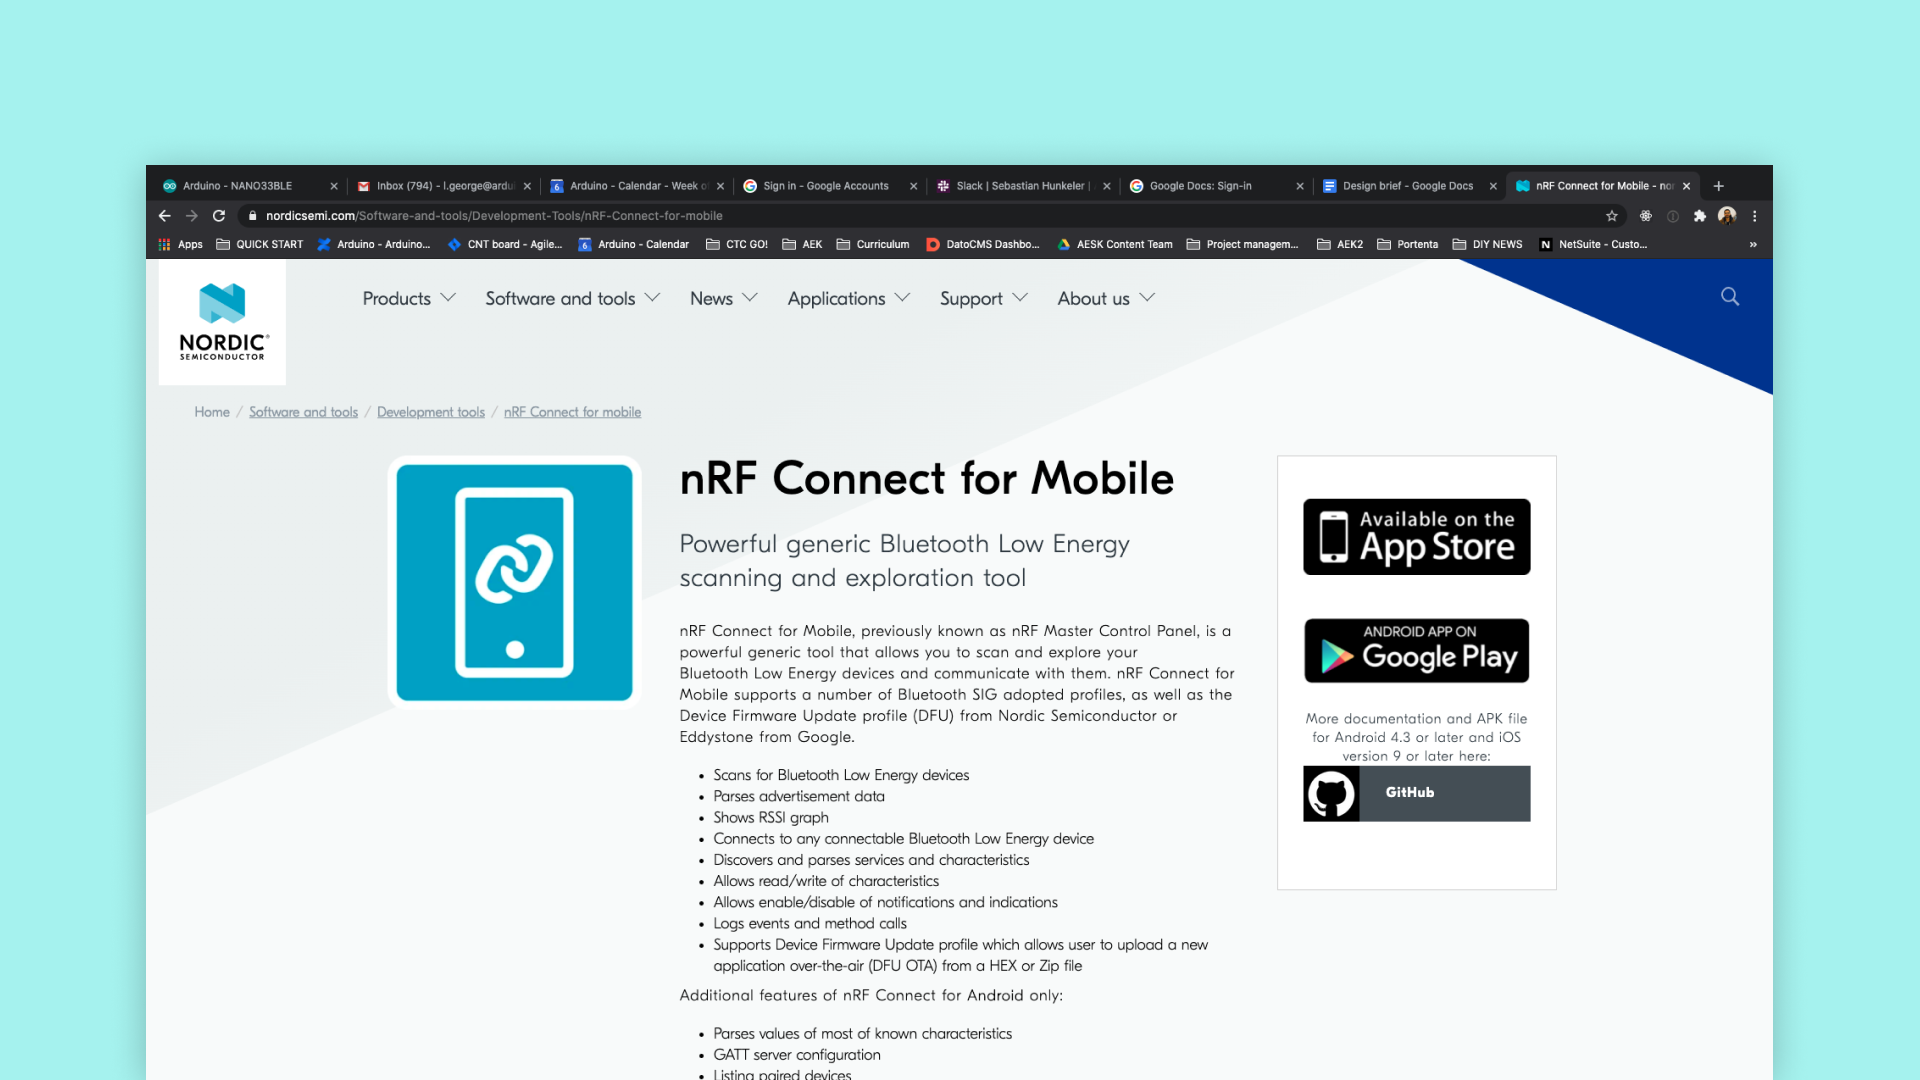 Arduino - NANO33BLE
Inbox (794) - l.george@ardui
Arduino - Calendar - Week o
Sign in - Google Accounts
Slack | Sebastian Hunkeler |
Google Docs: Sign-in
Design brief - Google Docs
nRF Connect for Mobile - nor
nordicsemi.com/Software-and-tools/Development-Tools/nRF-Connect-for-mobile
Apps
QUICK START
Arduino - Arduino...
CNT board - Agile...
6
Arduino - Calendar
CTC GO!
AEK
Curriculum
DatoCMS Dashbo...
AESK Content Team
Project managem...
AEK2
Portenta
DIY NEWS
N
NetSuite - Custo...
»
NORDIC®
SEMICONDUCTOR
Products
Software and tools
News
Applications
Support
About us
Home / Software and tools / Development tools / nRF Connect for mobile
nRF Connect for Mobile
Powerful generic Bluetooth Low Energy
scanning and exploration tool
nRF Connect for Mobile, previously known as nRF Master Control Panel, is a
powerful generic tool that allows you to scan and explore your
Bluetooth Low Energy devices and communicate with them. nRF Connect for
Mobile supports a number of Bluetooth SIG adopted profiles, as well as the
Device Firmware Update profile (DFU) from Nordic Semiconductor or
Eddystone from Google.
• Scans for Bluetooth Low Energy devices
• Parses advertisement data
• Shows RSSI graph
• Connects to any connectable Bluetooth Low Energy device
• Discovers and parses services and characteristics
• Allows read/write of characteristics
• Allows enable/disable of notifications and indications
• Logs events and method calls
• Supports Device Firmware Update profile which allows user to upload a new
application over-the-air (DFU OTA) from a HEX or Zip file
Additional features of nRF Connect for Android only:
• Parses values of most of known characteristics
• GATT server configuration
• Listing paired devices
Available on the
App Store
ANDROID APP ON
Google Play
More documentation and APK file
for Android 4.3 or later and iOS
version 9 or later here:
GitHub